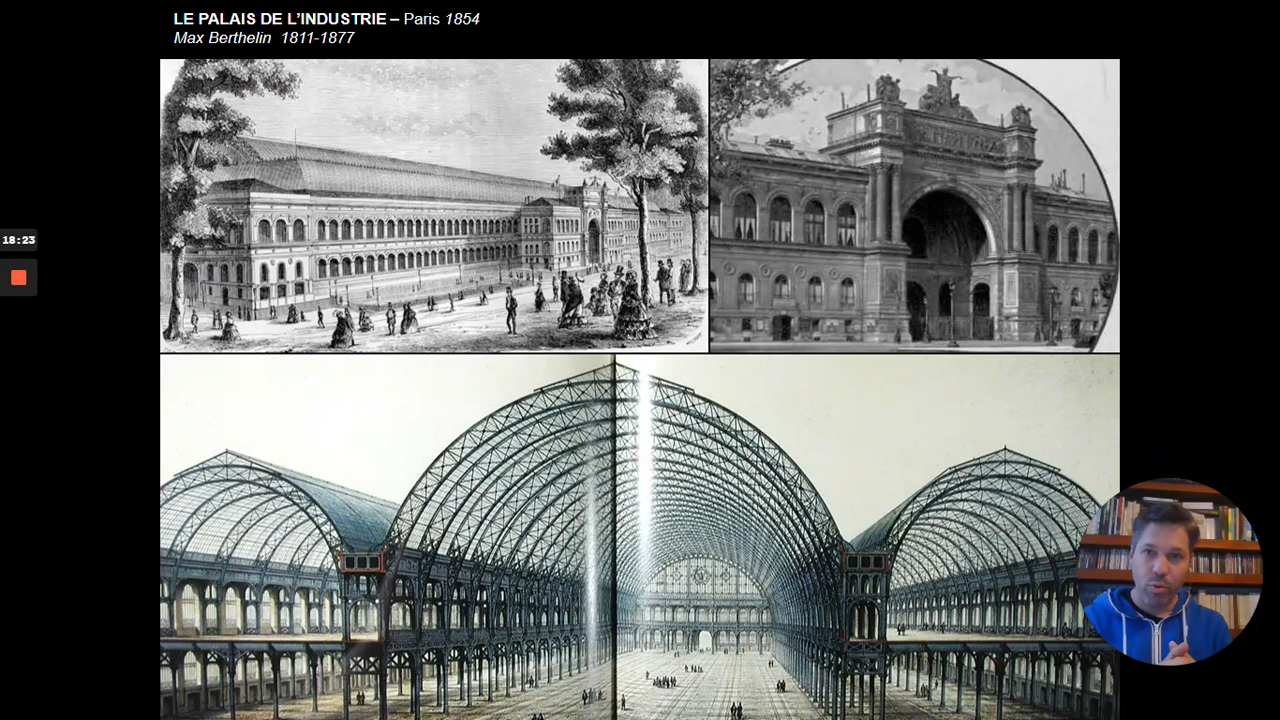 LE PALAIS DE L'INDUSTRIE – Paris 1854
Max Berthelin 1811-1877
18:23